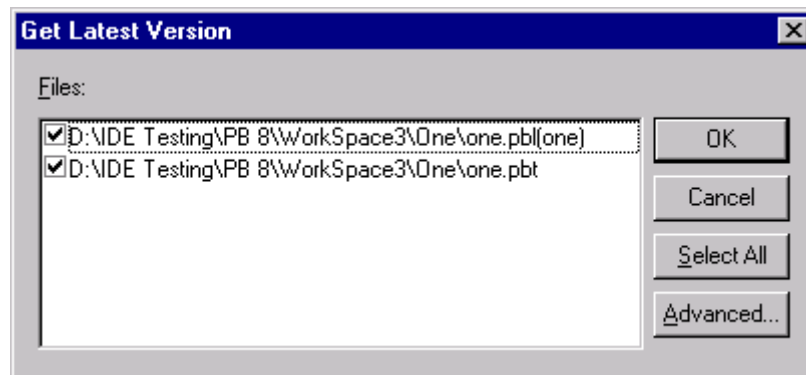 Get Latest Version
Files:
D:\IDE Testing\PB 8\WorkSpace3\One\one.pbl(one)
D:\IDE Testing\PB 8\WorkSpace3\One\one.pbt
OK
Cancel
Select All
Advanced...